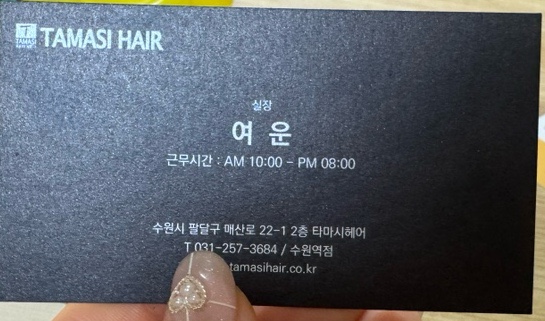 TAMASI HAIR
실장
여운
근무시간 : AM 10:00 - PM 08:00
수원시 팔달구 매산로 22-1 2층 타마시헤어
T 031-257-3684 / 수원역점
tamasihair.co.kr